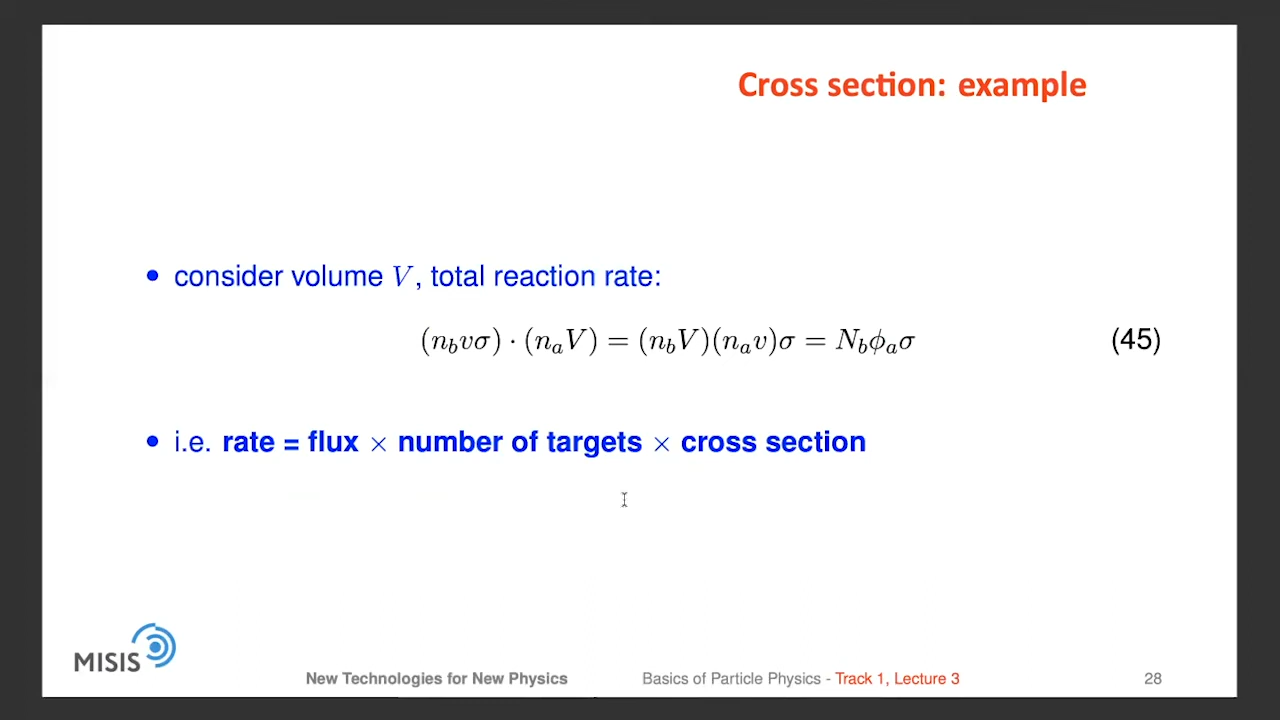 Cross section: example
• consider volume V, total reaction rate:
(n_b v σ) · (n_a V) = (n_b V)(n_a v)σ = N_b ϕ_a σ (45)
• i.e. rate = flux × number of targets × cross section
MISIS
New Technologies for New Physics Basics of Particle Physics - Track 1, Lecture 3 28